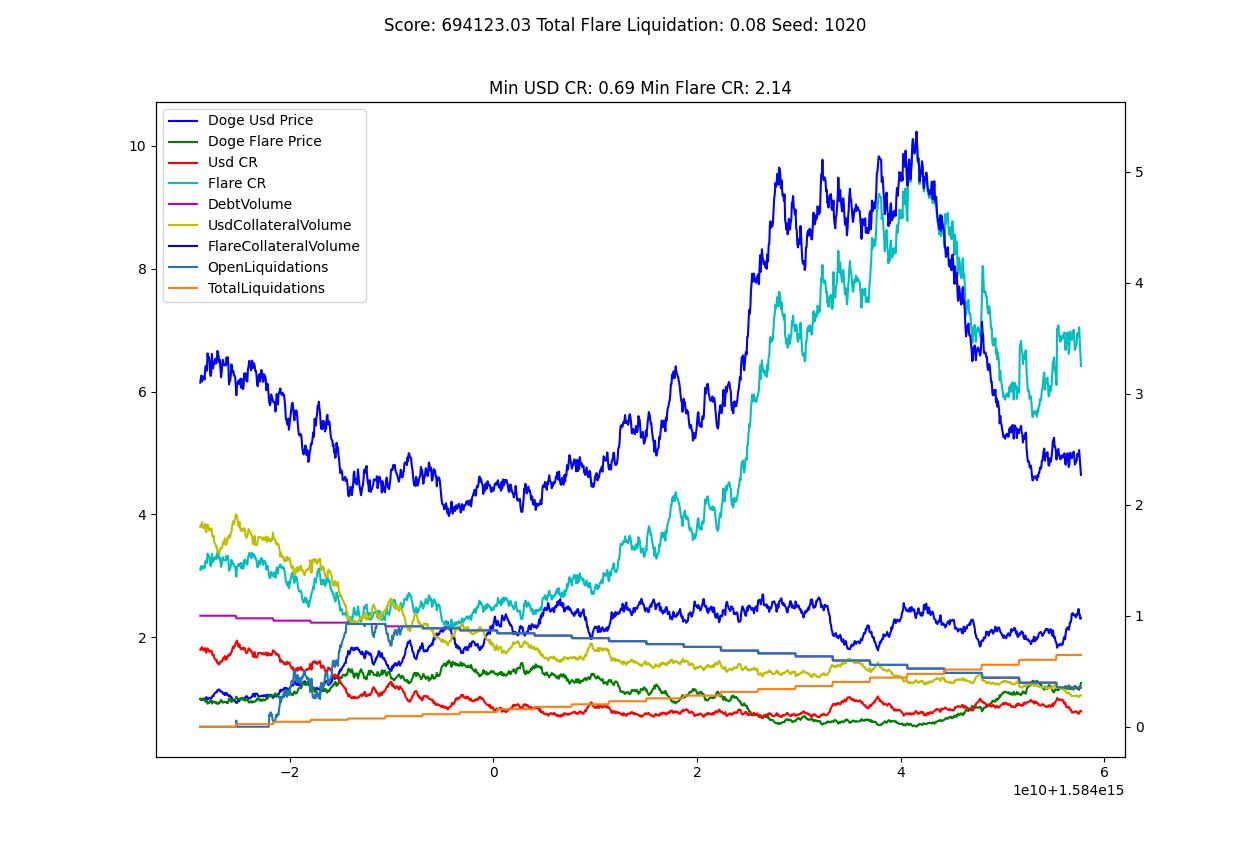 Score: 694123.03 Total Flare Liquidation: 0.08 Seed: 1020
Min USD CR: 0.69 Min Flare CR: 2.14
Doge Usd Price
Doge Flare Price
Usd CR
Flare CR
DebtVolume
UsdCollateralVolume
FlareCollateralVolume
OpenLiquidations
TotalLiquidations
10
8
6
4
2
5
4
3
2
1
0
−2
0
2
4
6
1e10+1.584e15